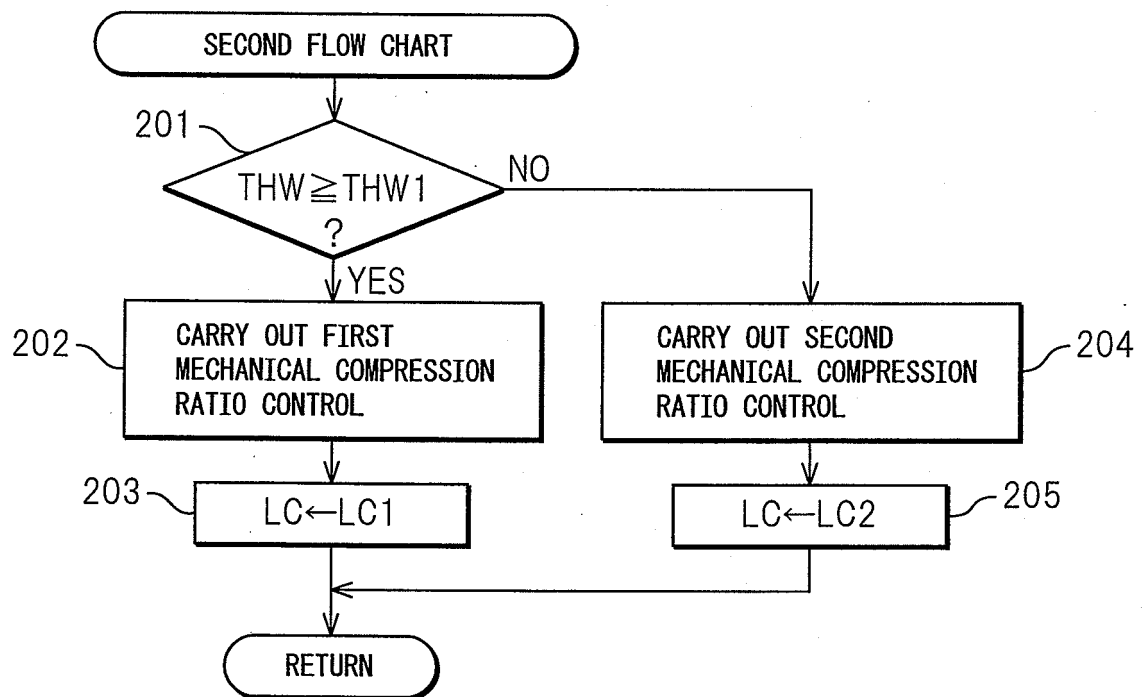 SECOND FLOW CHART
201
THW≧THW1
?
NO
YES
202
CARRY OUT FIRST
MECHANICAL COMPRESSION
RATIO CONTROL
CARRY OUT SECOND
MECHANICAL COMPRESSION
RATIO CONTROL
204
203
LC←LC1
LC←LC2
205
RETURN